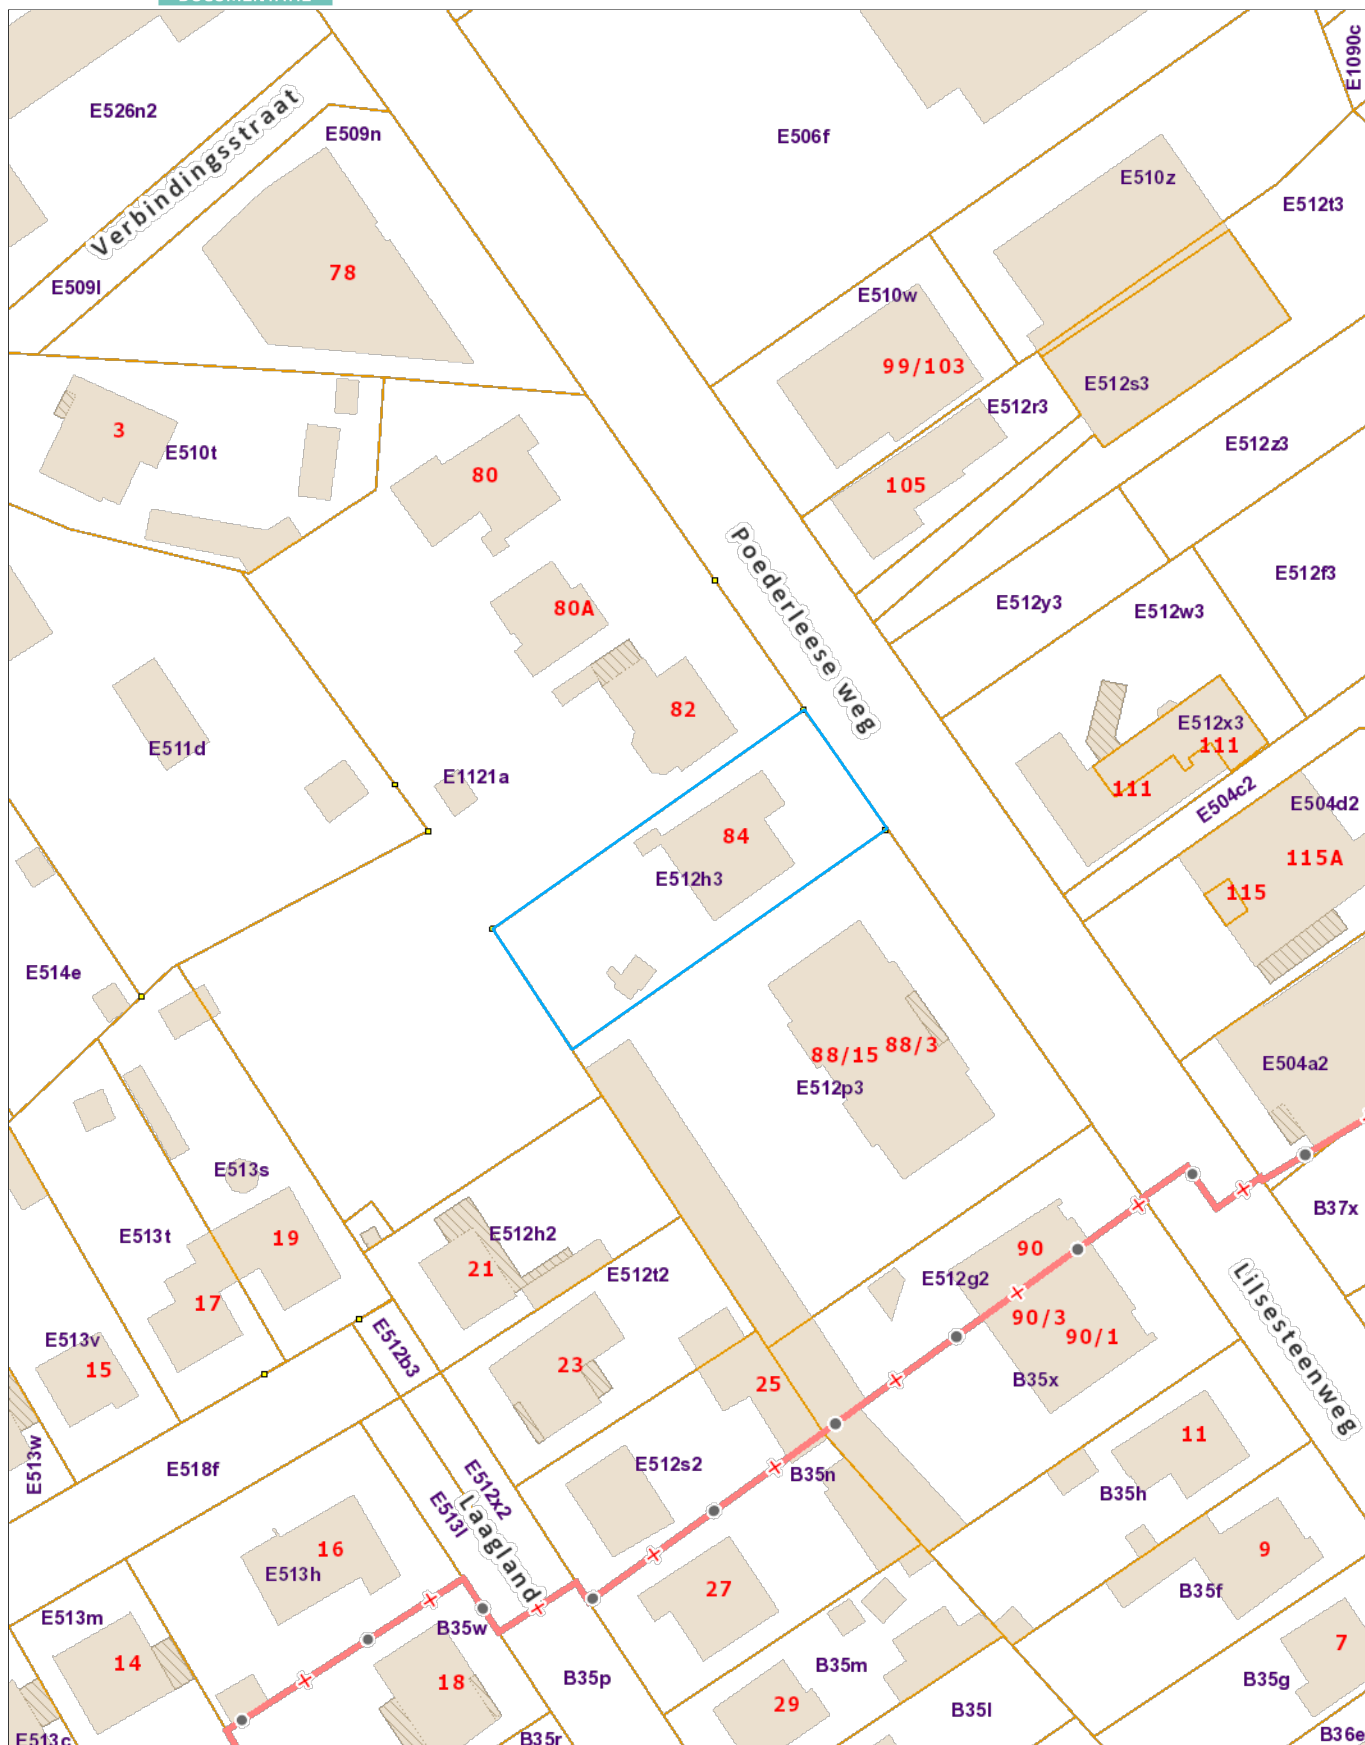 E1090c
E526n2
E509n
E506f
Verbindingsstraat
E510z
E512t3
78
E509l
E510w
99/103
E512s3
E512r3
3
E510t
E512z3
80
105
Poederleese weg
E512f3
80A
E512y3
E512w3
82
E512x3
111
E511d
E1121a
111
E504c2
E504d2
84
115A
E512h3
115
E514e
88/15
88/3
E504a2
E512p3
E513s
B37x
E513t
19
E512h2
90
21
E512t2
E512g2
17
Lilsesteenweg
90/3
90/1
E513v
E512b3
15
23
25
B35x
11
E513w
E518f
E512s2
B35n
E512x2
B35h
E513l
Laagland
16
9
E513h
27
B35f
E513m
B35w
7
14
B35m
18
B35p
B35g
29
B35l
E513c
B35r
B36e